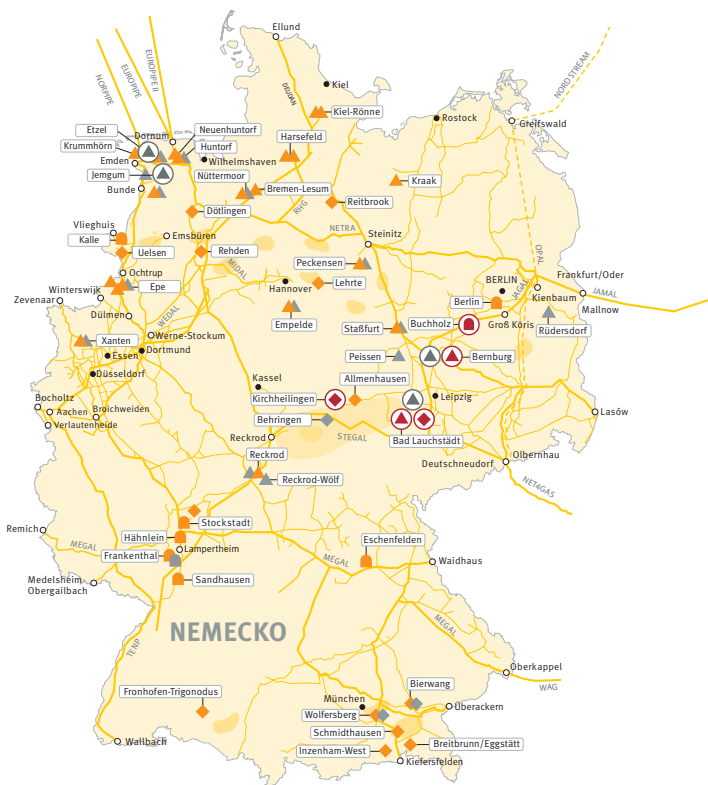 Ellund
NORPIPE
EUROPIPE
EUROPIPE II
DEUDAN
Kiel
NORDSTREAM
Kiel-Rönne
Rostock
Greifswald
Etzel
Neuenhuntorf
Dornum
Krummhörn
Huntorf
Harsefeld
Emden
Wilhelmshaven
Jemgum
Nüttermoor
Bremen-Lesum
Kraak
Bunde
RHG
Reitbrook
Dötlingen
Vlieghuis
Kalle
Emsbüren
NETRA
Steinitz
Uelsen
Rehden
MIDAL
Peckensen
OPAL
Ochtrup
Hannover
Lehrte
BERLIN
Frankfurt/Oder
Winterswijk
Epe
JAGAL
JAMAL
Zevenaar
Berlin
Kienbaum
Mallnow
Dülmen
WEDAL
Empelde
Staßfurt
Buchholz
Groß Köris
Rüdersdorf
Werne-Stockum
Xanten
Essen
Dortmund
Peissen
Bernburg
Düsseldorf
Kassel
Allmenhausen
Bocholtz
Kirchheilingen
Leipzig
Aachen
Broichweiden
Behringen
Lasów
Verlautenheide
Reckrod
STEGAL
Bad Lauchstädt
Olbernhau
Reckrod
Deutschneudorf
Reckrod-Wölf
NET4GAS
Stockstadt
Remich
Hähnlein
MEGAL
Lampertheim
Eschenfelden
Frankenthal
MEGAL
Waidhaus
Medelsheim
Obergailbach
Sandhausen
NEMECKO
MEGAL
TENP
Oberkappel
WAG
Fronhofen-Trigonodus
Bierwang
München
Überackern
Wolfersberg
Schmidthausen
Wallbach
Breitbrunn/Eggstätt
Inzenham-West
Kiefersfelden